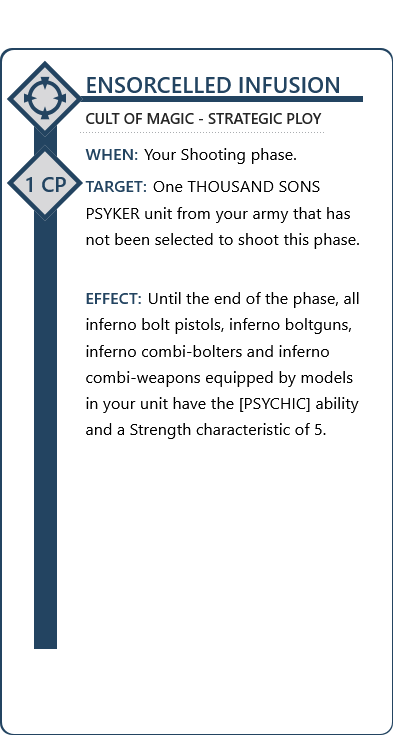 ENSORCELLED INFUSION
CULT OF MAGIC - STRATEGIC PLOY
WHEN: Your Shooting phase.
1 CP
TARGET: One THOUSAND SONS
PSYKER unit from your army that has
not been selected to shoot this phase.
EFFECT: Until the end of the phase, all
inferno bolt pistols, inferno boltguns,
inferno combi-bolters and inferno
combi-weapons equipped by models
in your unit have the [PSYCHIC] ability
and a Strength characteristic of 5.